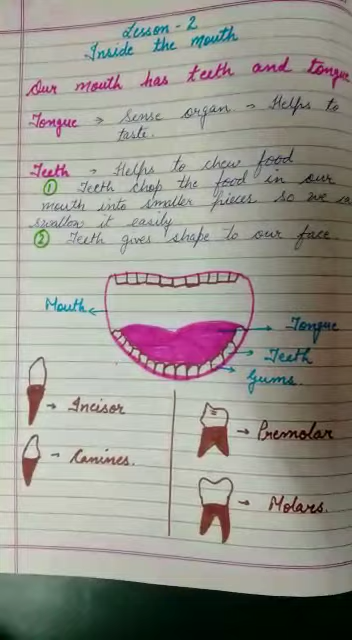 Lesson - 2
Inside the mouth
Our mouth has teeth and tongue
Tongue → Sense organ → Helps to
taste.
Teeth → Helps to chew food
① Teeth chop the food in our
mouth into smaller pieces so we ca
swallow it easily
② Teeth gives shape to our face
Mouth
Tongue
Teeth
Gums.
→ Incisor
→ Premolar
→ Canines.
→ Molars.